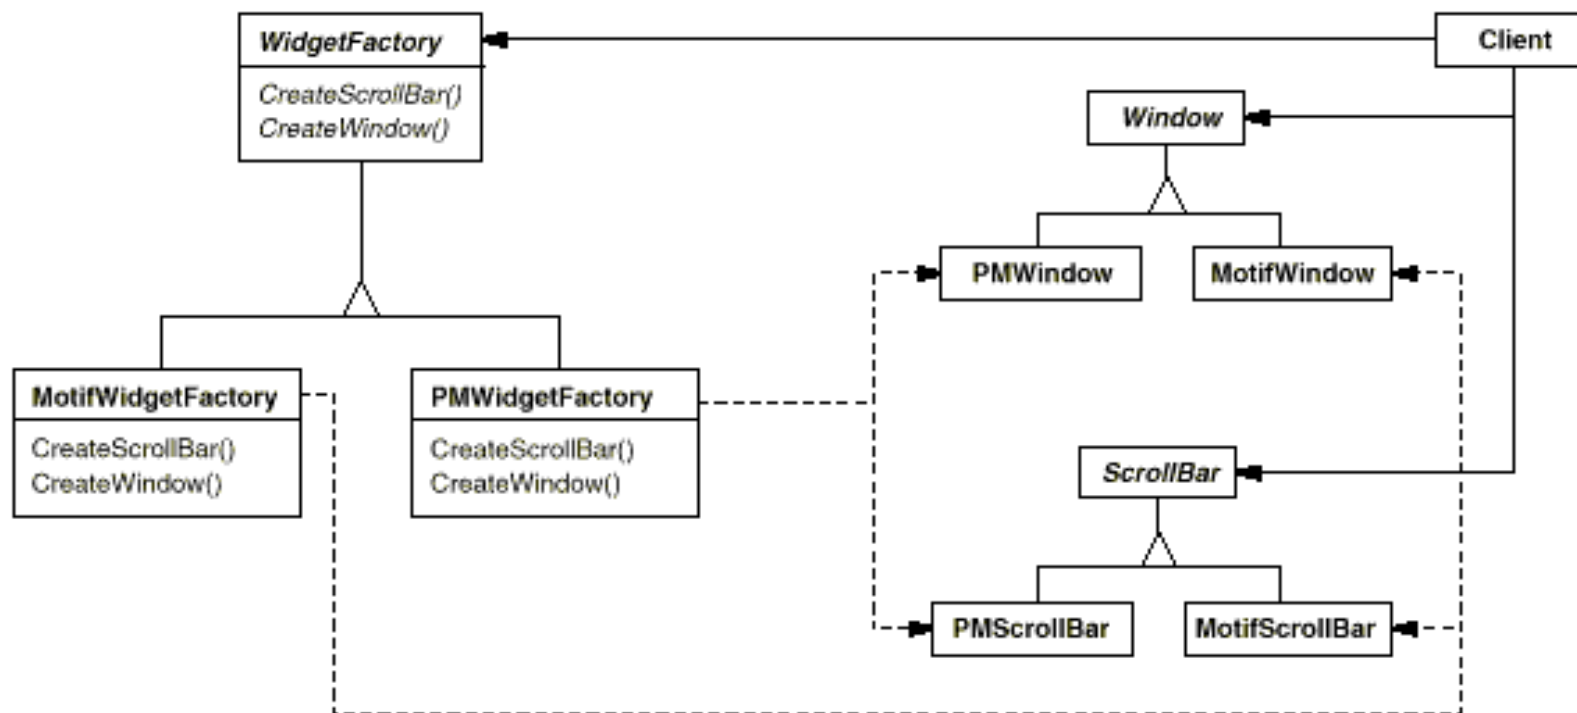 WidgetFactory
CreateScrollBar()
CreateWindow()
Client
Window
PMWindow
MotifWindow
MotifWidgetFactory
CreateScrollBar()
CreateWindow()
PMWidgetFactory
CreateScrollBar()
CreateWindow()
ScrollBar
PMScrollBar
MotifScrollBar